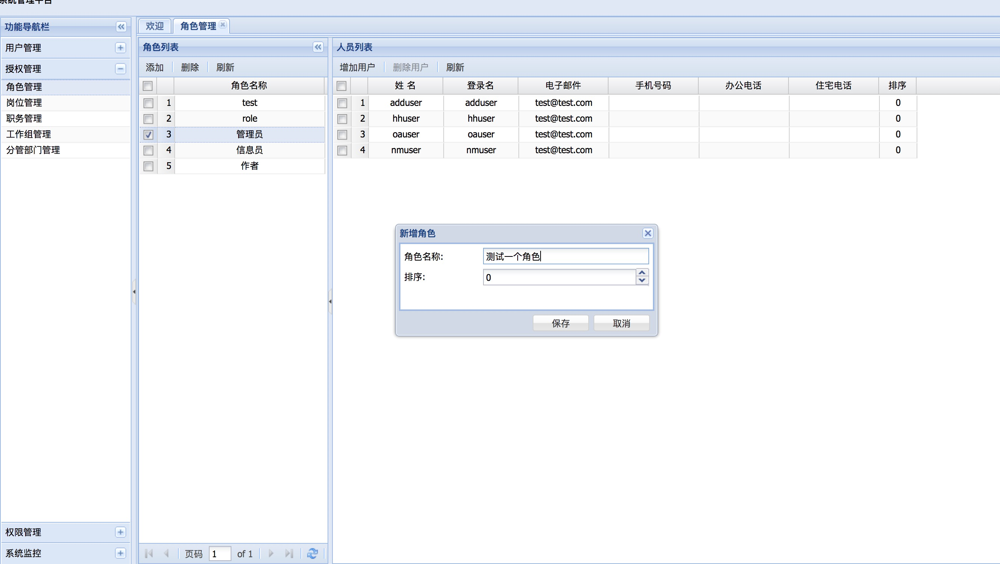 系统管理平台
功能导航栏
用户管理
授权管理
角色管理
岗位管理
职务管理
工作组管理
分管部门管理
权限管理
系统监控
欢迎 角色管理
角色列表
添加 删除 刷新
角色名称
1 test
2 role
3 管理员
4 信息员
5 作者
页码 1 of 1
人员列表
增加用户 删除用户 刷新
姓 名 登录名 电子邮件 手机号码 办公电话 住宅电话 排序
1 adduser adduser test@test.com 0
2 hhuser hhuser test@test.com 0
3 oauser oauser test@test.com 0
4 nmuser nmuser test@test.com 0
新增角色
角色名称: 测试一个角色
排序: 0
保存 取消